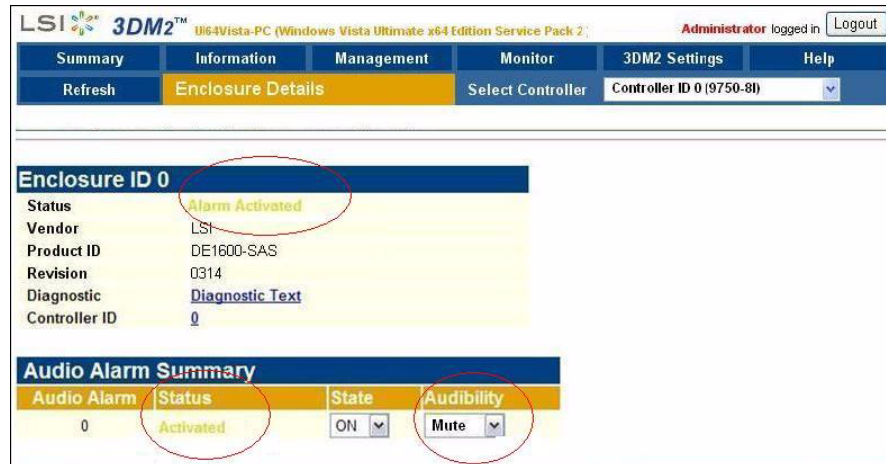 LSI 3DM2™ Ul64Vista-PC (Windows Vista Ultimate x64 Edition Service Pack 2 Administrator logged in Logout
Summary Information Management Monitor 3DM2 Settings Help
Refresh Enclosure Details Select Controller Controller ID 0 (9750-8I)
Enclosure ID 0
Status Alarm Activated
Vendor LSI
Product ID DE1600-SAS
Revision 0314
Diagnostic Diagnostic Text
Controller ID 0
Audio Alarm Summary
Audio Alarm Status State Audibility
0 Activated ON Mute